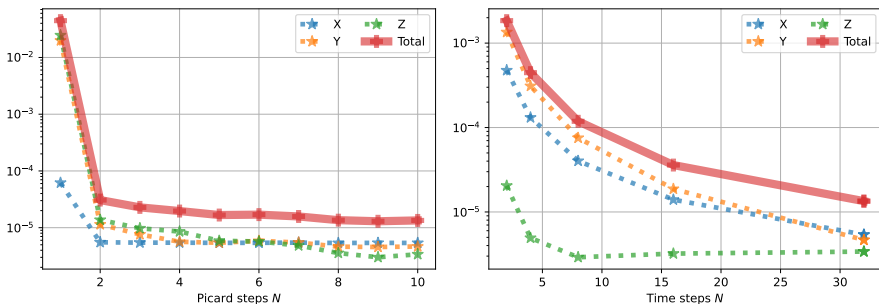 X Z
Y Total
10⁻²
10⁻³
10⁻⁴
10⁻⁵
2 4 6 8 10
Picard steps N
X Z
Y Total
10⁻³
10⁻⁴
10⁻⁵
5 10 15 20 25 30
Time steps N